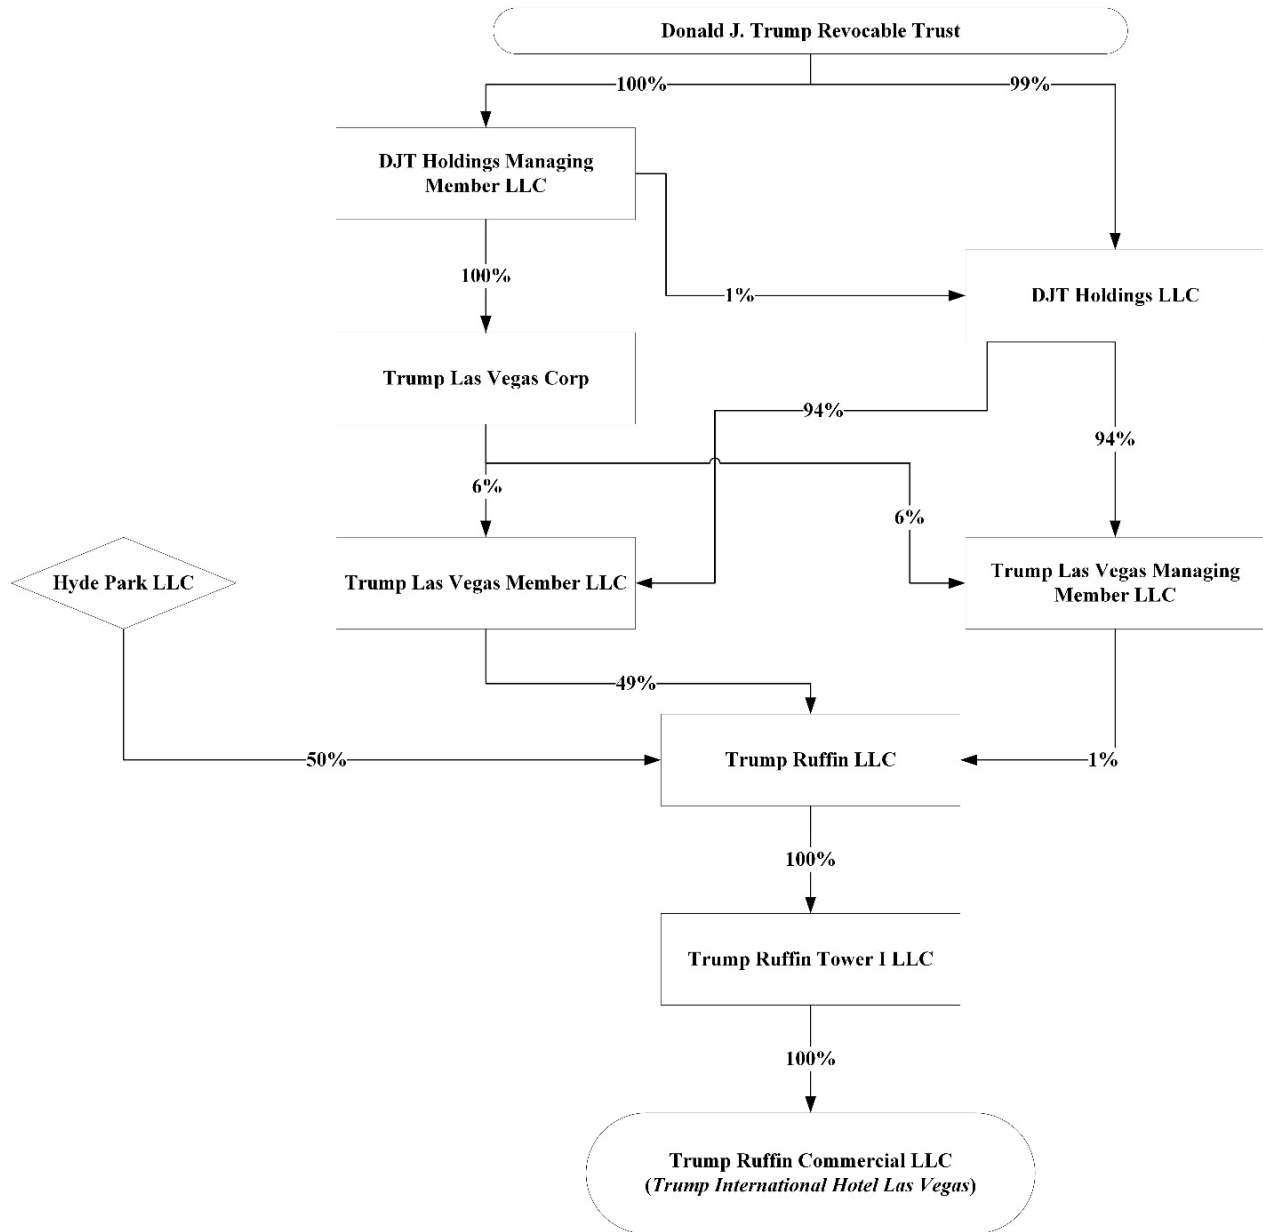 Donald J. Trump Revocable Trust
100%
99%
DJT Holdings Managing
Member LLC
100%
1%
DJT Holdings LLC
Trump Las Vegas Corp
94%
94%
6%
6%
Hyde Park LLC
Trump Las Vegas Member LLC
Trump Las Vegas Managing
Member LLC
49%
50%
Trump Ruffin LLC
1%
100%
Trump Ruffin Tower I LLC
100%
Trump Ruffin Commercial LLC
(Trump International Hotel Las Vegas)